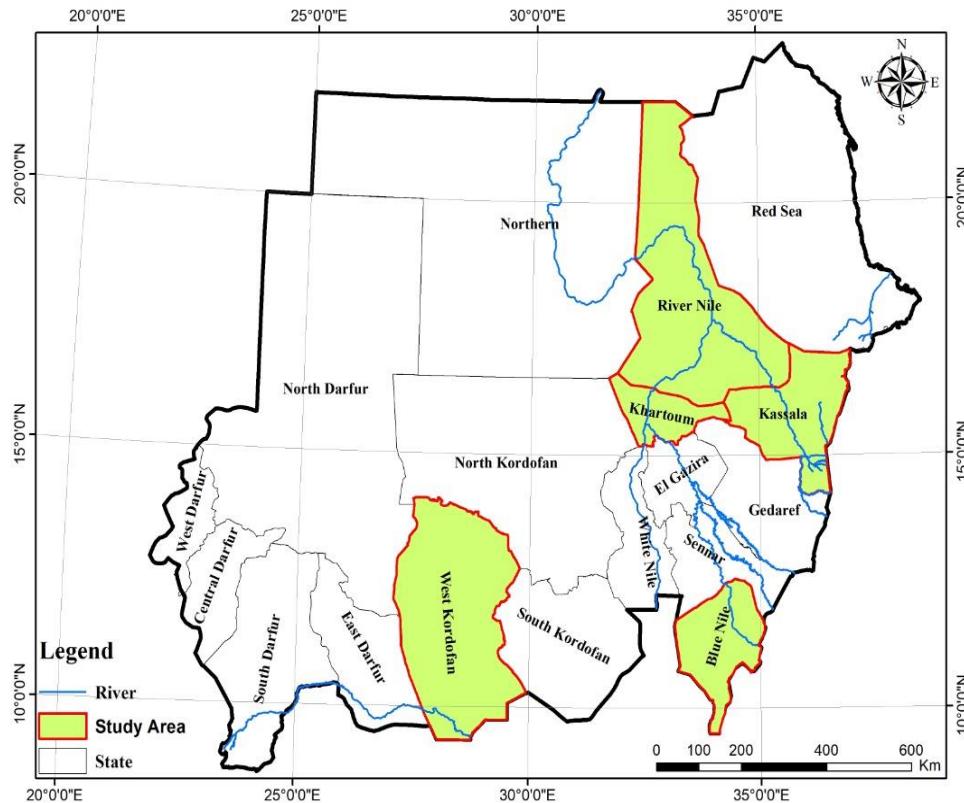 20°0'0"E 25°0'0"E 30°0'0"E 35°0'0"E
N
W E
S
20°0'0"N
20°0'0"N
Red Sea
Northern
River Nile
North Darfur
Khartoum
Kassala
15°0'0"N
15°0'0"N
North Kordofan
El Gazira
Gedaref
West Darfur
White Nile
Sennar
Central Darfur
West Kordofan
South Kordofan
Blue Nile
South Darfur
East Darfur
Legend
River
10°0'0"N
10°0'0"N
Study Area
State
0 100 200 400 600
Km
20°0'0"E 25°0'0"E 30°0'0"E 35°0'0"E